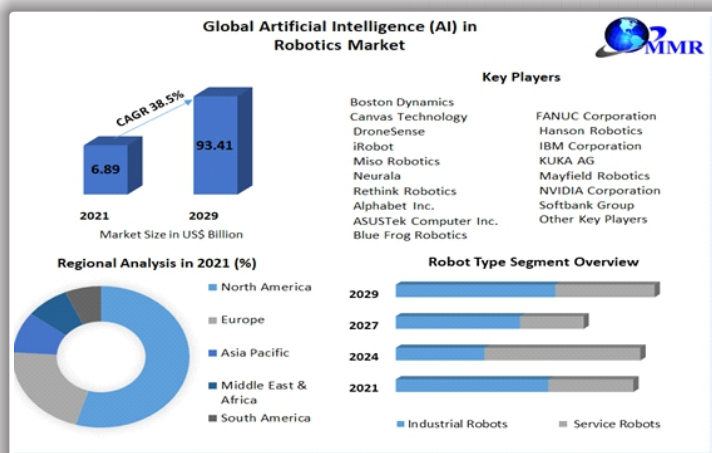 Global Artificial Intelligence (AI) in
Robotics Market
MMR
CAGR 38.5%
6.89
93.41
2021
2029
Market Size in US$ Billion
Key Players
Boston Dynamics
Canvas Technology
DroneSense
iRobot
Miso Robotics
Neurala
Rethink Robotics
Alphabet Inc.
ASUSTek Computer Inc.
Blue Frog Robotics
FANUC Corporation
Hanson Robotics
IBM Corporation
KUKA AG
Mayfield Robotics
NVIDIA Corporation
Softbank Group
Other Key Players
Regional Analysis in 2021 (%)
North America
Europe
Asia Pacific
Middle East &
Africa
South America
Robot Type Segment Overview
2029
2027
2024
2021
Industrial Robots
Service Robots